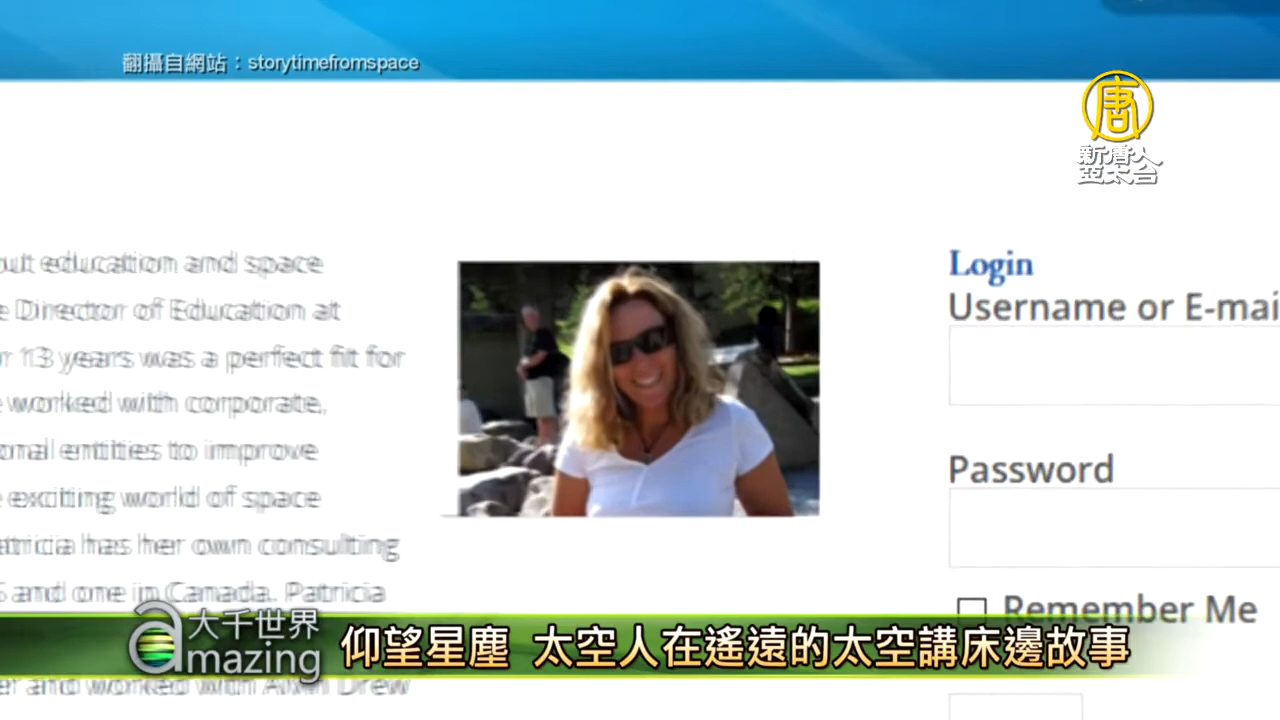 翻攝自網站：storytimefromspace
唐
新唐人
亞太台
out education and space
e Director of Education at
r 13 years was a perfect fit for
worked with corporate,
onal entities to improve
exciting world of space
atricia has her own consulting
S and one in Canada. Patricia
er and worked with Alvin Drew
Login
Username or E-mai
Password
Remember Me
大千世界
amazing
仰望星塵 太空人在遙遠的太空講床邊故事